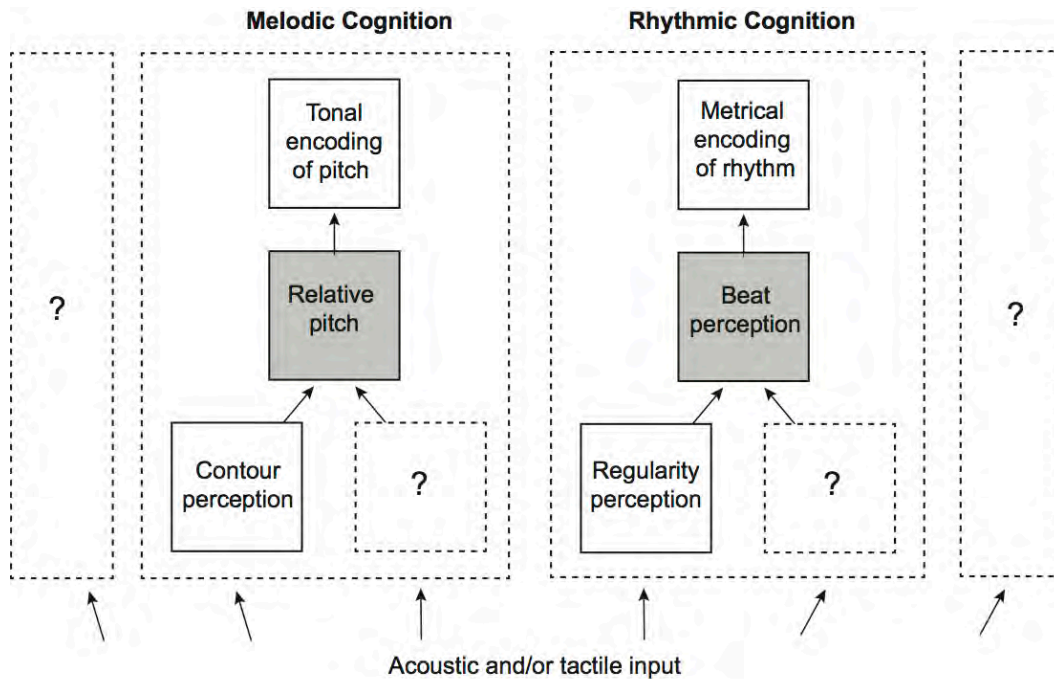 Melodic Cognition
Rhythmic Cognition
Tonal
encoding
of pitch
Metrical
encoding
of rhythm
?
Relative
pitch
Beat
perception
?
Contour
perception
?
Regularity
perception
?
Acoustic and/or tactile input